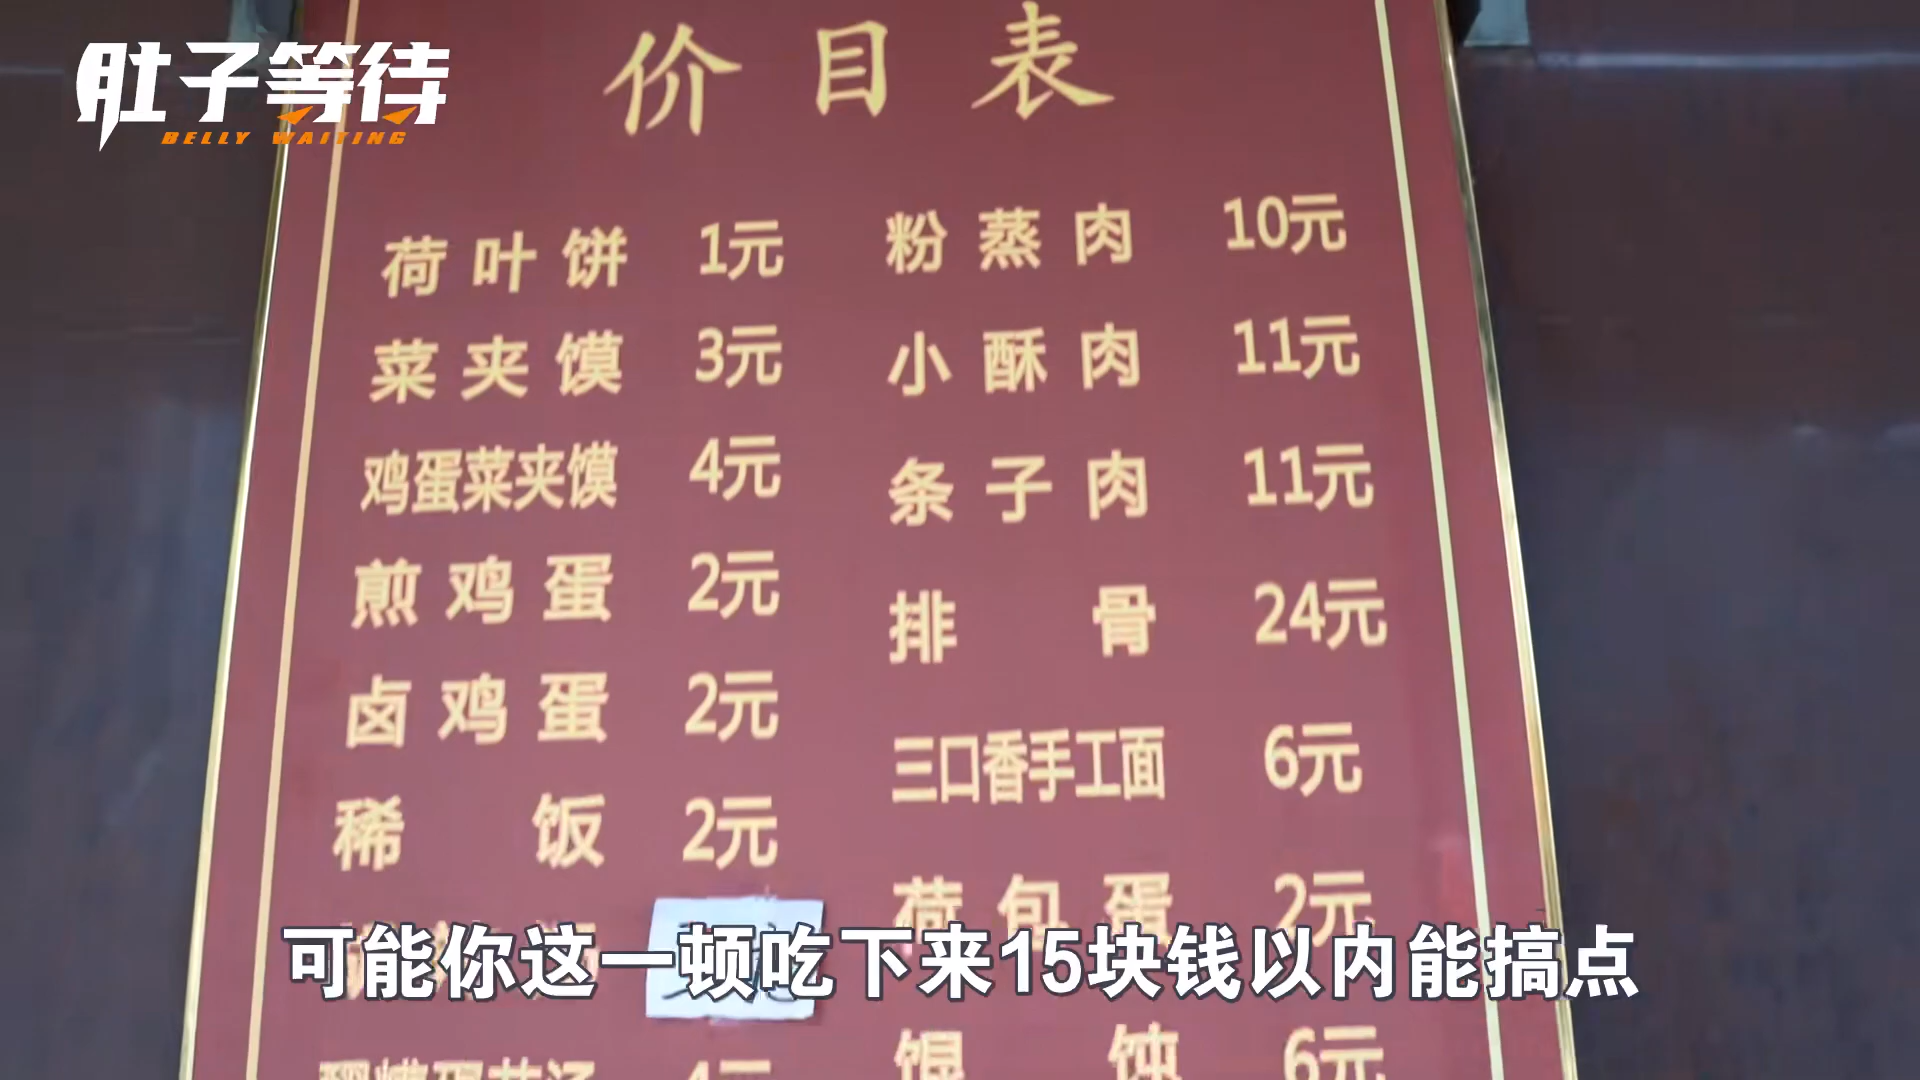 肚子等待
BELLY WAITING
价目表
荷叶饼 1元
菜夹馍 3元
鸡蛋菜夹馍 4元
煎鸡蛋 2元
卤鸡蛋 2元
稀饭 2元
4元
粉蒸肉 10元
小酥肉 11元
条子肉 11元
排骨 24元
三口香手工面 6元
荷包蛋 2元
馄饨 6元
可能你这一顿吃下来15块钱以内能搞点